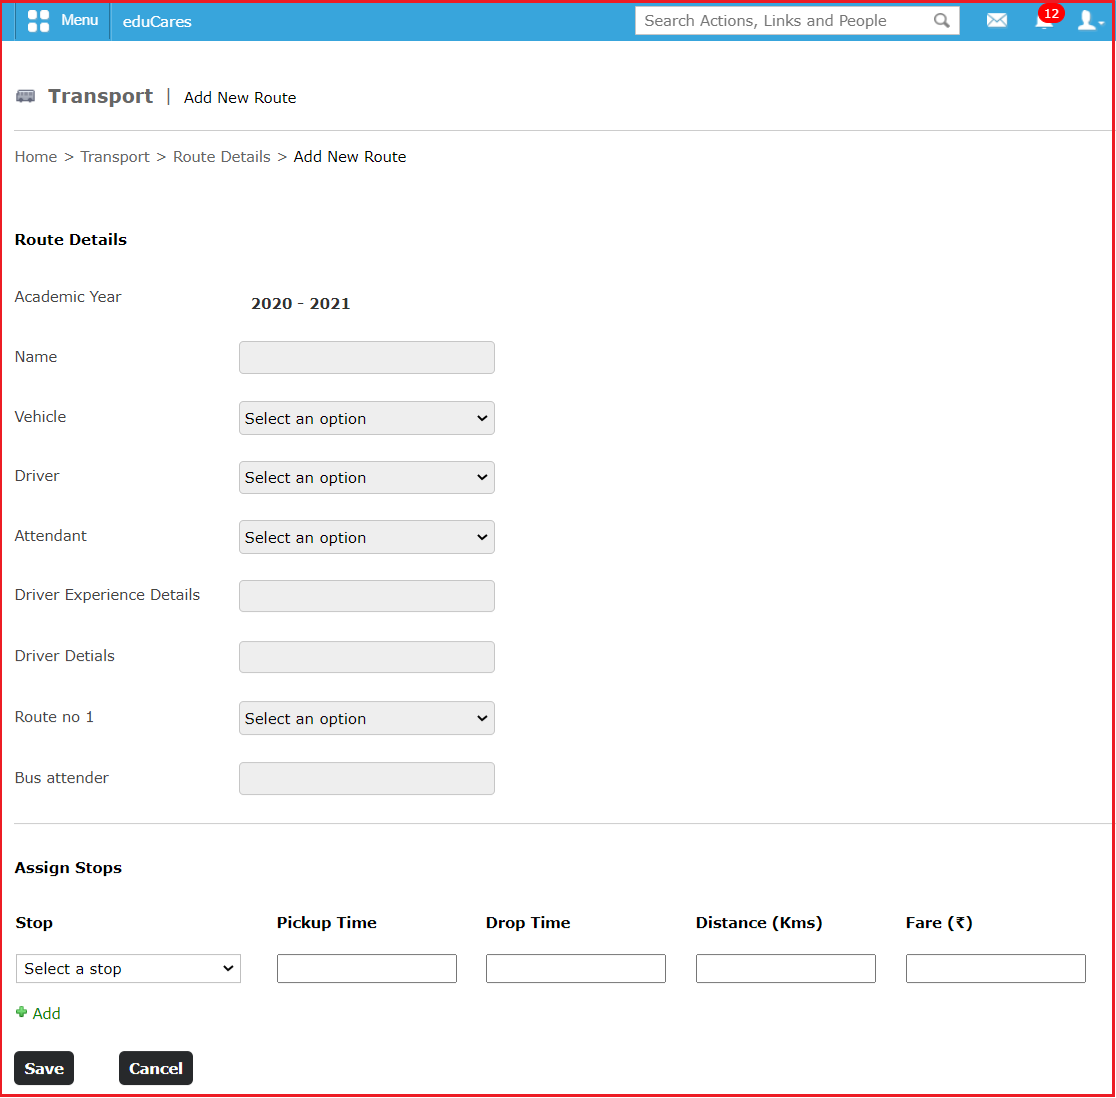 Menu eduCares Search Actions, Links and People 12
Transport | Add New Route
Home > Transport > Route Details > Add New Route
Route Details
Academic Year 2020 - 2021
Name
Vehicle Select an option
Driver Select an option
Attendant Select an option
Driver Experience Details
Driver Detials
Route no 1 Select an option
Bus attender
Assign Stops
Stop Pickup Time Drop Time Distance (Kms) Fare (₹)
Select a stop
Add
Save Cancel